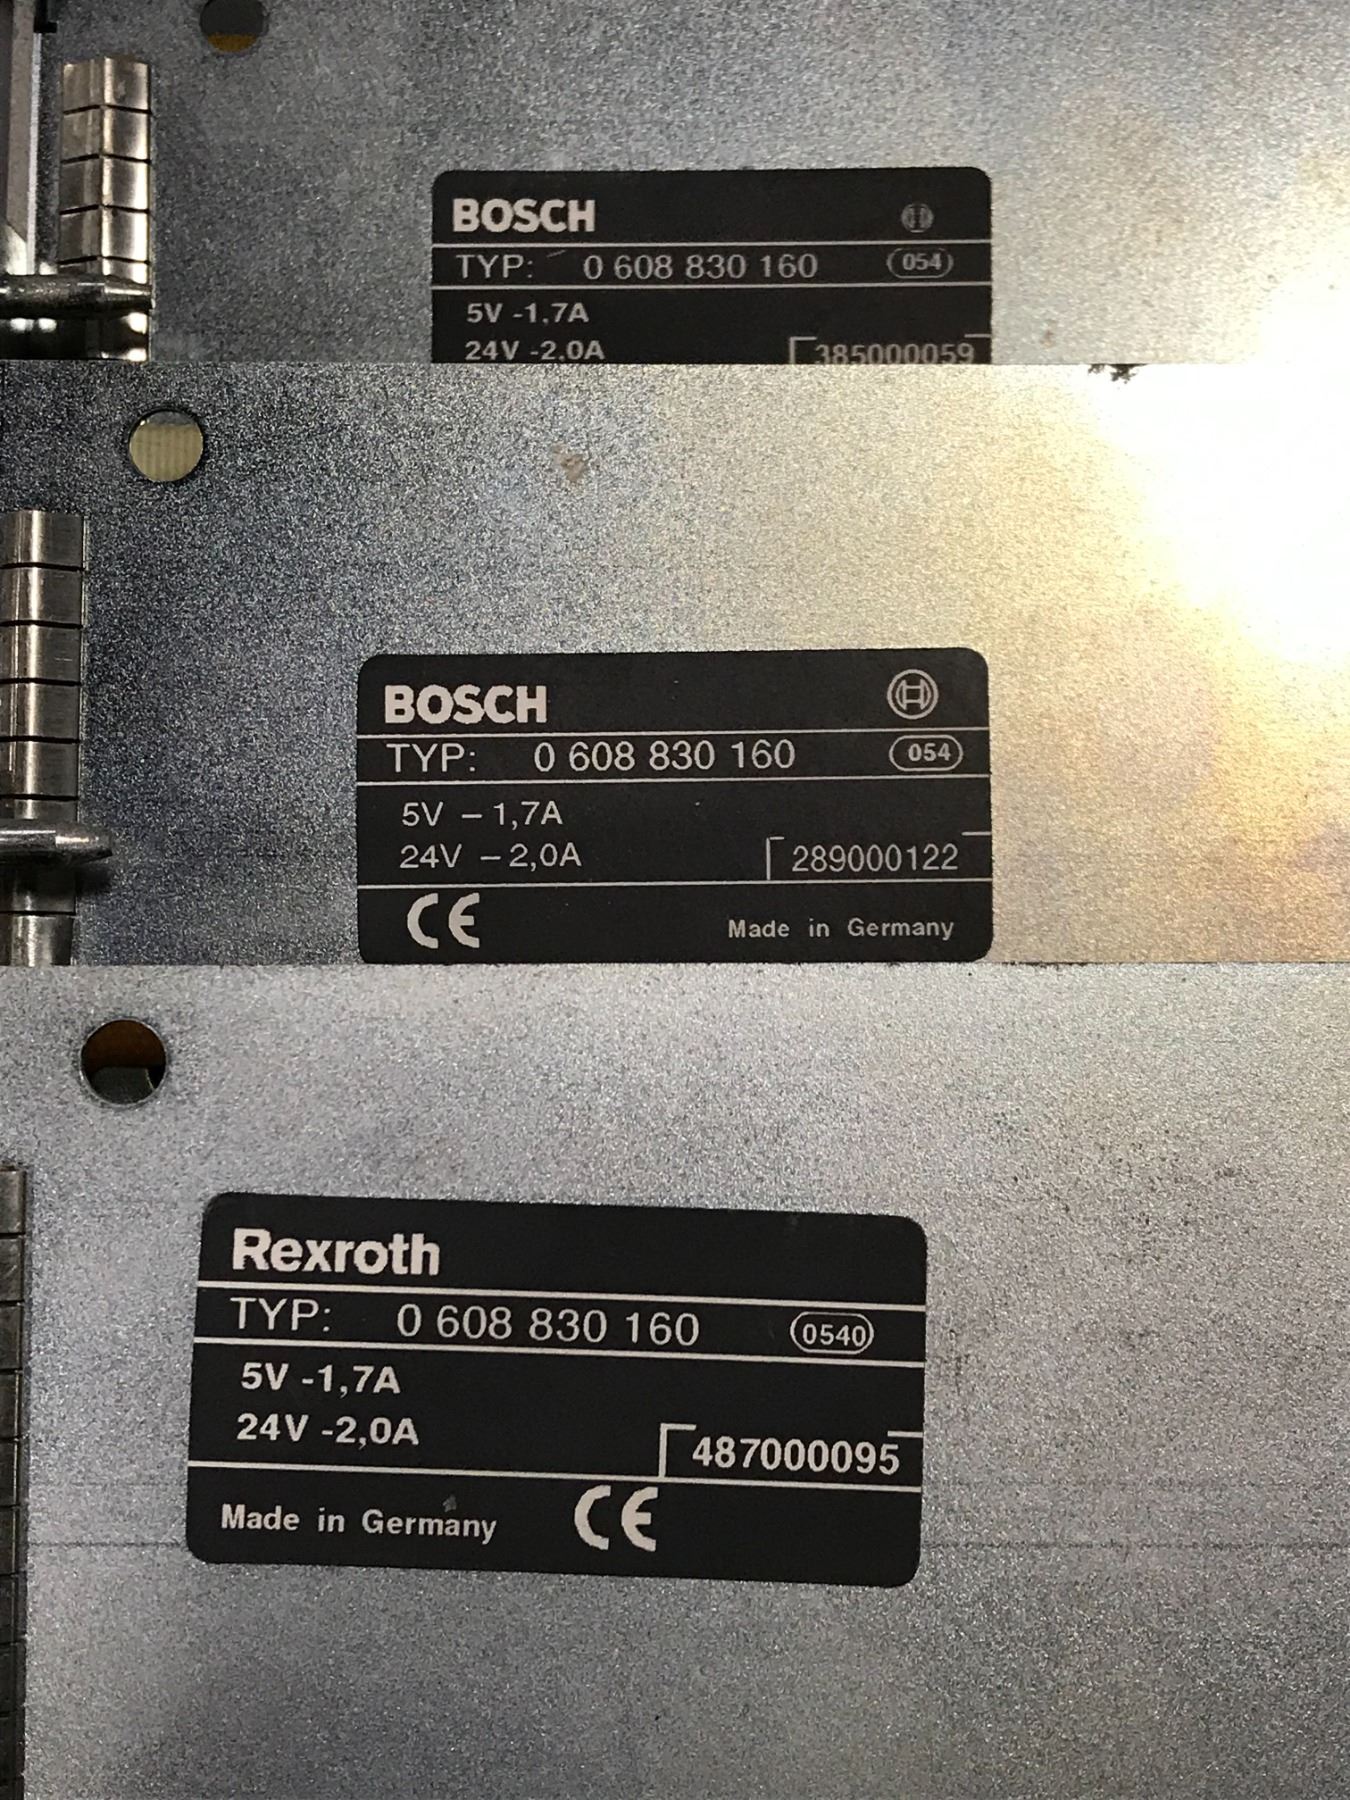 BOSCH
TYP: 0 608 830 160 054
5V -1.7A
24V -2.0A 385000059
BOSCH
TYP: 0 608 830 160 054
5V – 1,7A
24V – 2,0A 289000122
CE Made in Germany
Rexroth
TYP: 0 608 830 160 0540
5V -1,7A
24V -2,0A 487000095
Made in Germany CE